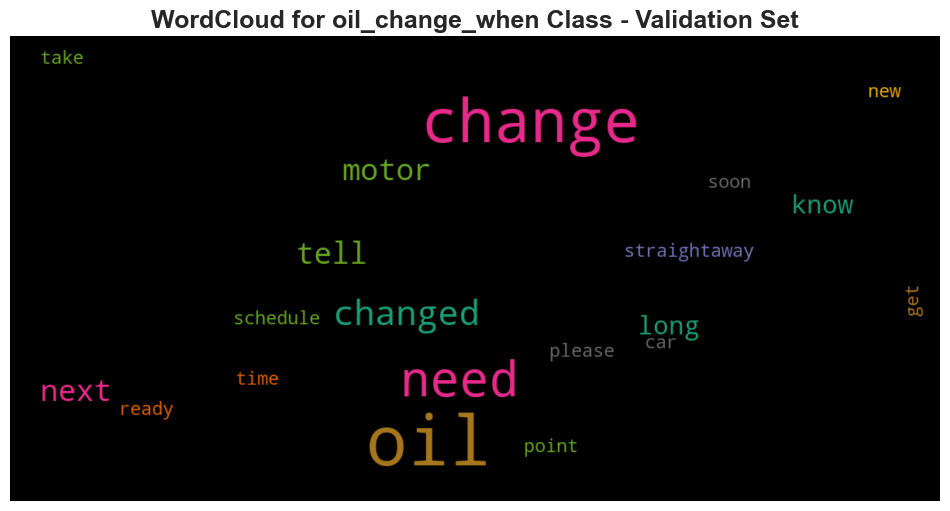 WordCloud for oil_change_when Class - Validation Set
take
new
change
motor
soon
know
tell
straightaway
get
schedule
changed
long
car
please
time
need
next
ready
oil
point